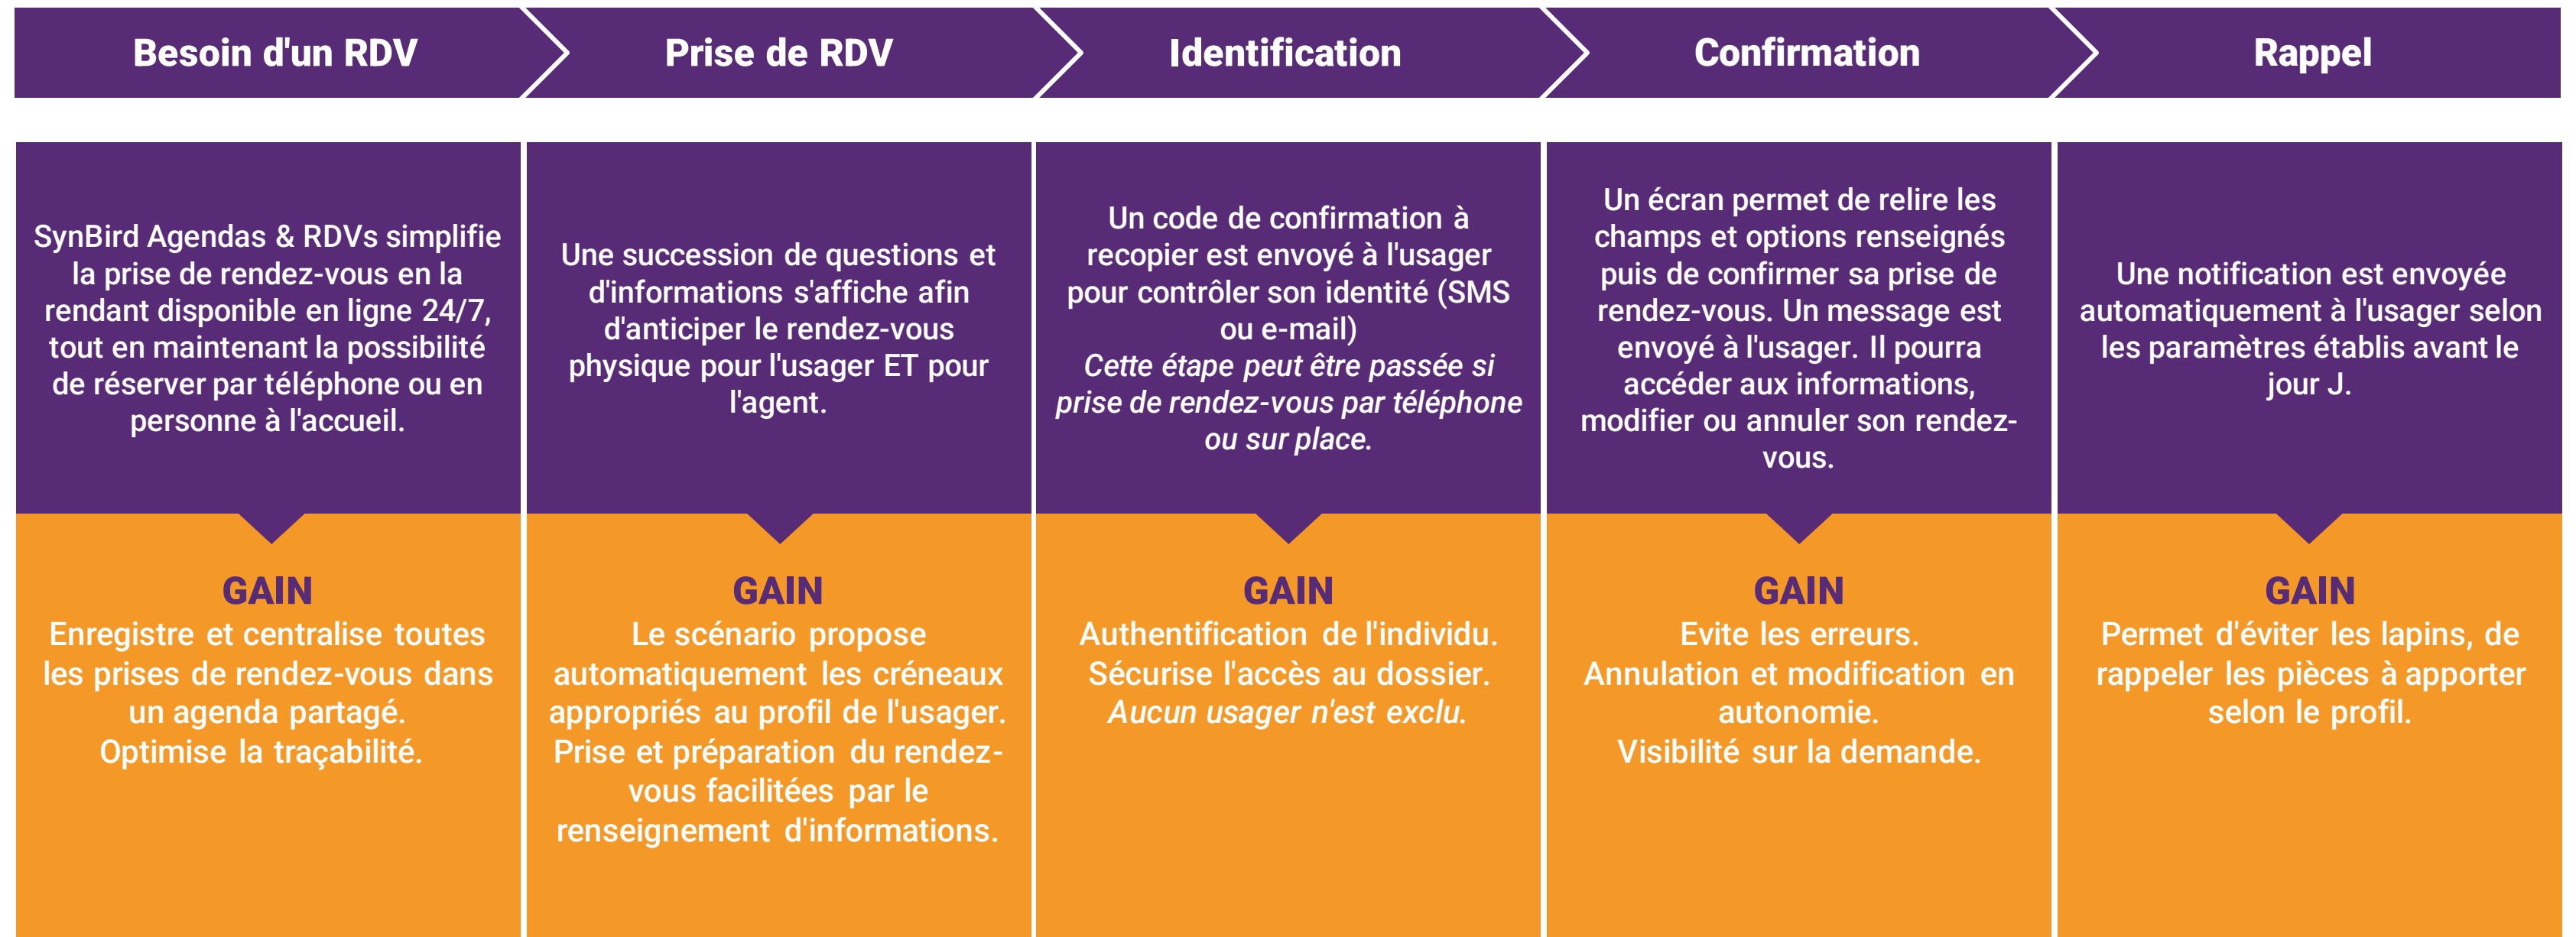 Besoin d'un RDV
Prise de RDV
Identification
Confirmation
Rappel
SynBird Agendas & RDVs simplifie
la prise de rendez-vous en la
rendant disponible en ligne 24/7,
tout en maintenant la possibilité
de réserver par téléphone ou en
personne à l'accueil.
Une succession de questions et
d'informations s'affiche afin
d'anticiper le rendez-vous
physique pour l'usager ET pour
l'agent.
Un code de confirmation à
recopier est envoyé à l'usager
pour contrôler son identité (SMS
ou e-mail)
Cette étape peut être passée si
prise de rendez-vous par téléphone
ou sur place.
Un écran permet de relire les
champs et options renseignés
puis de confirmer sa prise de
rendez-vous. Un message est
envoyé à l'usager. Il pourra
accéder aux informations,
modifier ou annuler son rendez-
vous.
Une notification est envoyée
automatiquement à l'usager selon
les paramètres établis avant le
jour J.
GAIN
Enregistre et centralise toutes
les prises de rendez-vous dans
un agenda partagé.
Optimise la traçabilité.
GAIN
Le scénario propose
automatiquement les créneaux
appropriés au profil de l'usager.
Prise et préparation du rendez-
vous facilitées par le
renseignement d'informations.
GAIN
Authentification de l'individu.
Sécurise l'accès au dossier.
Aucun usager n'est exclu.
GAIN
Evite les erreurs.
Annulation et modification en
autonomie.
Visibilité sur la demande.
GAIN
Permet d'éviter les lapins, de
rappeler les pièces à apporter
selon le profil.